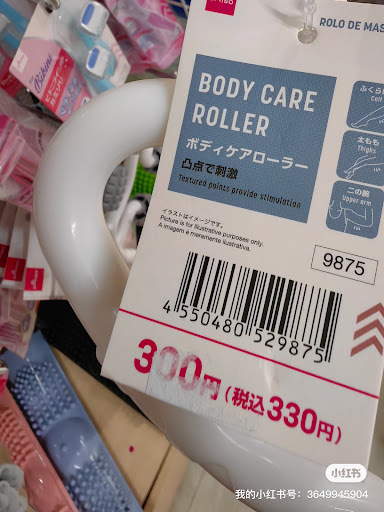 ROLO DE MAS
BODY CARE
ROLLER
ボディケアローラー
凸点で刺激
Textured points provide stimulation
ふくらは
Calf
太もも
Thighs
二の腕
Upper arm
イラストはイメージです。
Picture is for illustrative purposes only.
A imagem é meramente ilustrativa.
9875
4 550480 529875
300円(税込330円)
Bikini
小红书
我的小红书号：3649945904